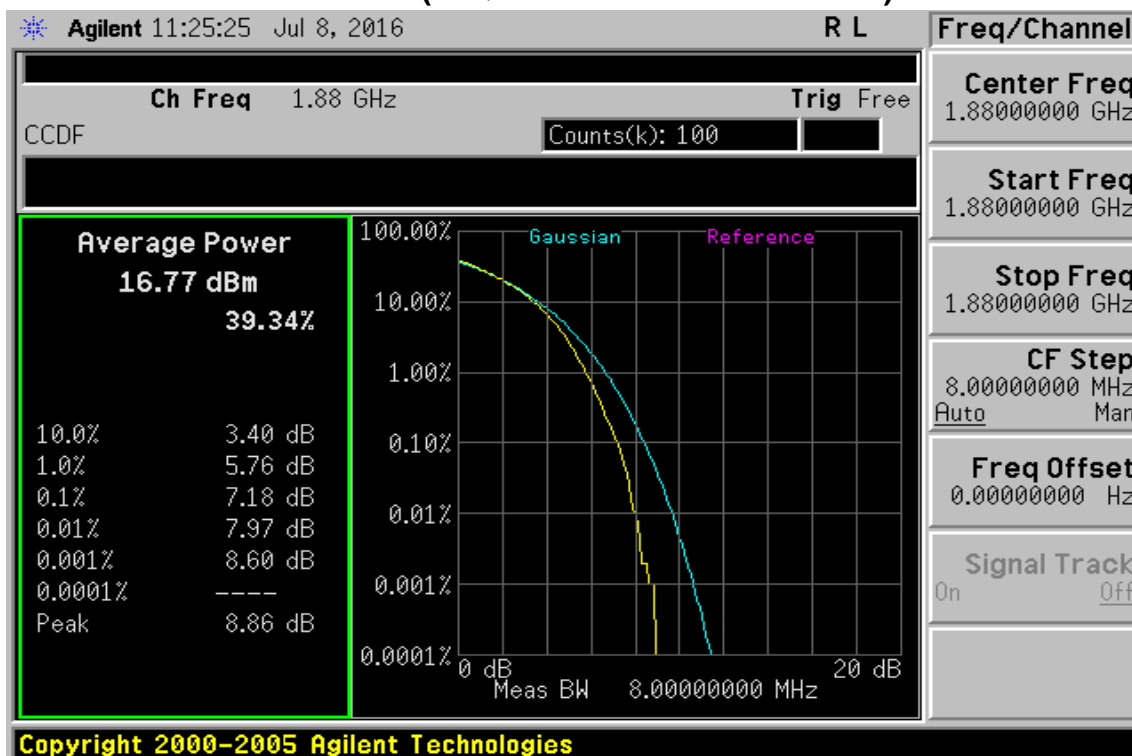 Agilent 11:25:25 Jul 8, 2016 R L
Ch Freq 1.88 GHz Trig Free
CCDF Counts(k): 100
Average Power
16.77 dBm
39.34%
10.0% 3.40 dB
1.0% 5.76 dB
0.1% 7.18 dB
0.01% 7.97 dB
0.001% 8.60 dB
0.0001% ----
Peak 8.86 dB
Gaussian Reference
100.00%
10.00%
1.00%
0.10%
0.01%
0.001%
0.0001%
0 dB 20 dB
Meas BW 8.00000000 MHz
Freq/Channel
Center Freq
1.88000000 GHz
Start Freq
1.88000000 GHz
Stop Freq
1.88000000 GHz
CF Step
8.00000000 MHz
Auto Man
Freq Offset
0.00000000 Hz
Signal Track
On Off
Copyright 2000-2005 Agilent Technologies